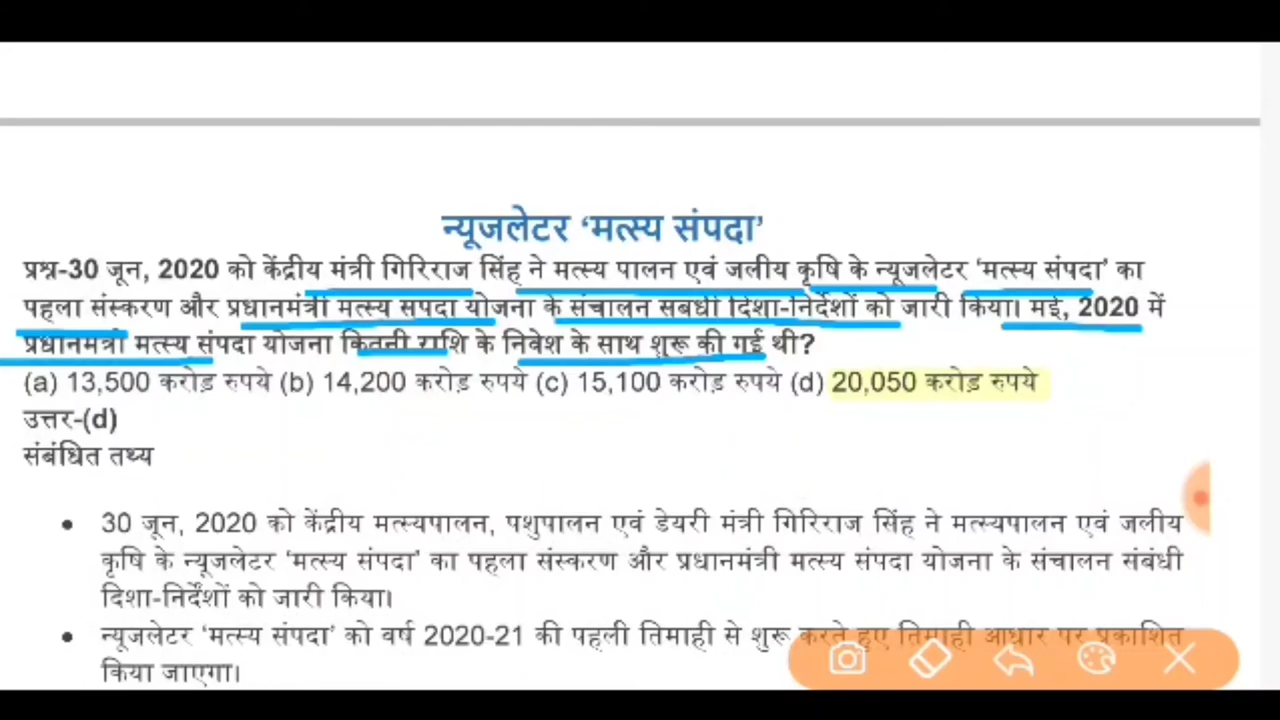 न्यूजलेटर ‘मत्स्य संपदा’
प्रश्न-30 जून, 2020 को केंद्रीय मंत्री गिरिराज सिंह ने मत्स्य पालन एवं जलीय कृषि के न्यूजलेटर ‘मत्स्य संपदा’ का
पहला संस्करण और प्रधानमंत्री मत्स्य सपदा योजना के संचालन सबधी दिशा-निर्देशों को जारी किया। मई, 2020 में
प्रधानमत्री मत्स्य संपदा योजना कितनी राशि के निवेश के साथ शुरू की गई थी?
(a) 13,500 करोड़ रुपये (b) 14,200 करोड़ रुपये (c) 15,100 करोड़ रुपये (d) 20,050 करोड़ रुपये
उत्तर-(d)
संबंधित तथ्य
• 30 जून, 2020 को केंद्रीय मत्स्यपालन, पशुपालन एवं डेयरी मंत्री गिरिराज सिंह ने मत्स्यपालन एवं जलीय
कृषि के न्यूजलेटर ‘मत्स्य संपदा’ का पहला संस्करण और प्रधानमंत्री मत्स्य संपदा योजना के संचालन संबंधी
दिशा-निर्देशों को जारी किया।
• न्यूजलेटर ‘मत्स्य संपदा’ को वर्ष 2020-21 की पहली तिमाही से शुरू करते हुए तिमाही आधार पर प्रकाशित
किया जाएगा।